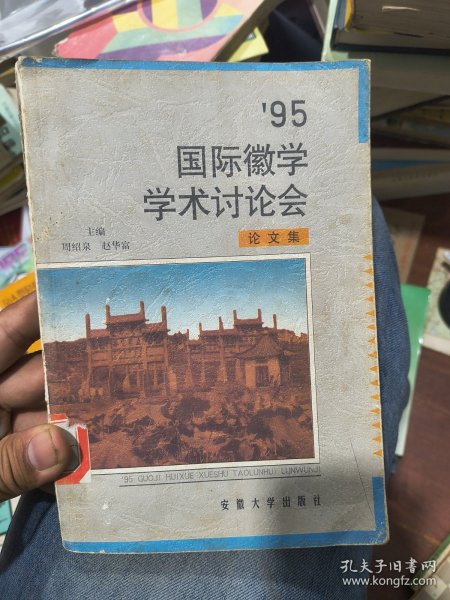 '95
国际徽学
学术讨论会
论文集
主编
周绍泉 赵华富
'95 GUOJI HUIXUE XUESHU TAOLUNHUI LUNWENJI
安徽大学出版社
孔夫子旧书网
www.kongfz.com